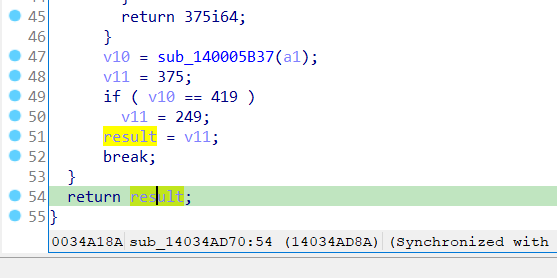 45 return 375i64;
46 }
47 v10 = sub_140005B37(a1);
48 v11 = 375;
49 if ( v10 == 419 )
50 v11 = 249;
51 result = v11;
52 break;
53 }
54 return result;
55 }
0034A18A sub_14034AD70:54 (14034AD8A) (Synchronized with